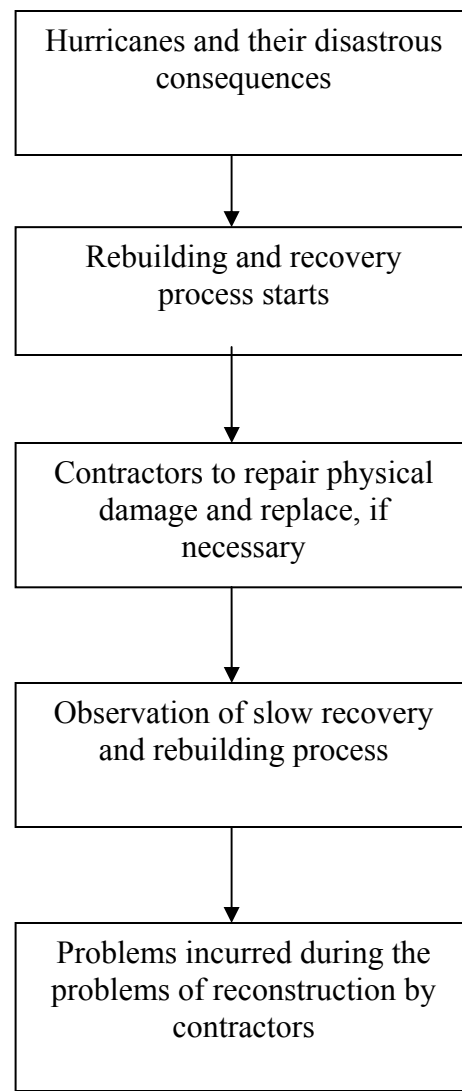 Hurricanes and their disastrous
consequences
Rebuilding and recovery
process starts
Contractors to repair physical
damage and replace, if
necessary
Observation of slow recovery
and rebuilding process
Problems incurred during the
problems of reconstruction by
contractors